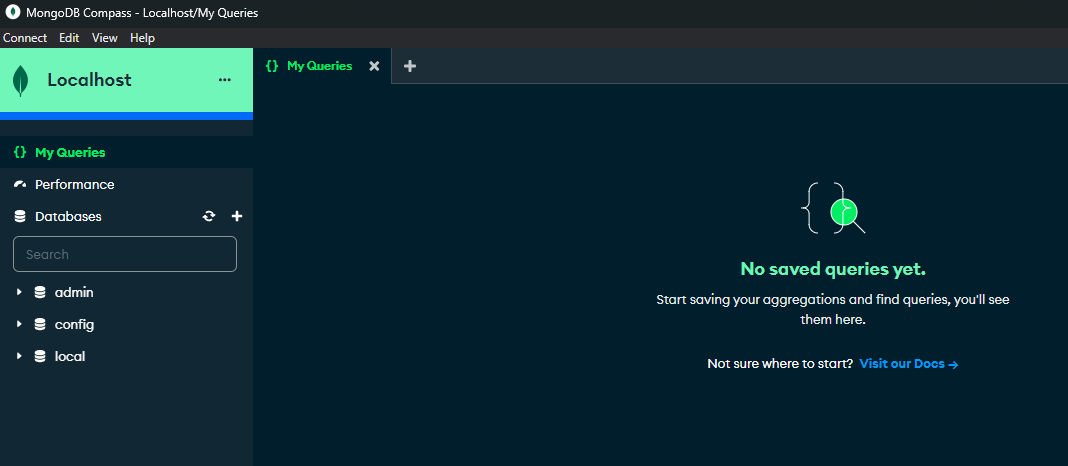 MongoDB Compass - Localhost/My Queries
Connect Edit View Help
Localhost ...
{} My Queries
{} My Queries
Performance
Databases
Search
admin
config
local
No saved queries yet.
Start saving your aggregations and find queries, you'll see
them here.
Not sure where to start? Visit our Docs →